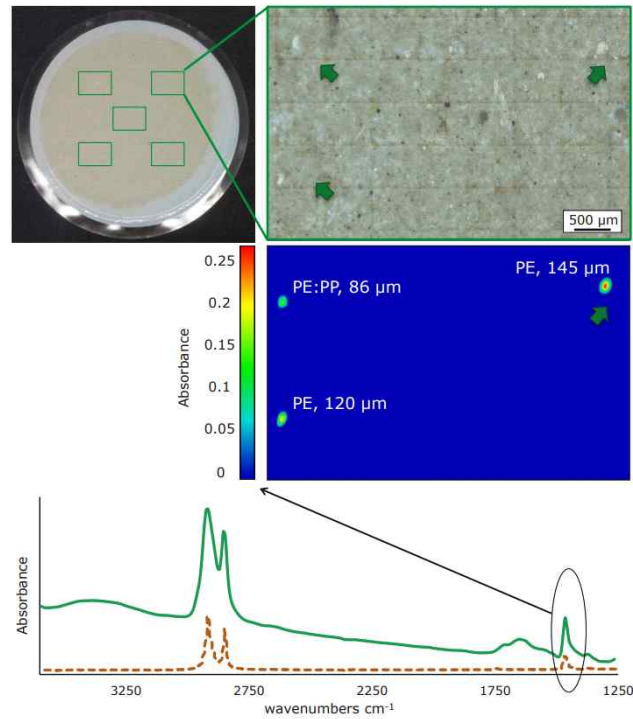 500 µm
0.25
0.2
0.15
0.1
0.05
0
Absorbance
PE:PP, 86 µm
PE, 145 µm
PE, 120 µm
Absorbance
3250
2750
2250
1750
1250
wavenumbers cm⁻¹